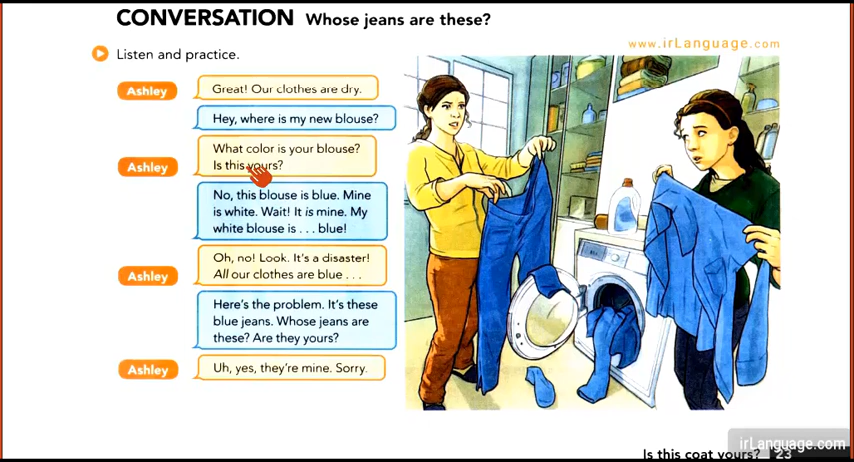 CONVERSATION Whose jeans are these?
www.irLanguage.com
Listen and practice.
Ashley
Great! Our clothes are dry.
Hey, where is my new blouse?
Ashley
What color is your blouse?
Is this yours?
No, this blouse is blue. Mine
is white. Wait! It is mine. My
white blouse is . . . blue!
Ashley
Oh, no! Look. It's a disaster!
All our clothes are blue . . .
Here's the problem. It's these
blue jeans. Whose jeans are
these? Are they yours?
Ashley
Uh, yes, they're mine. Sorry.
irLanguage.com
Is this coat yours? 23